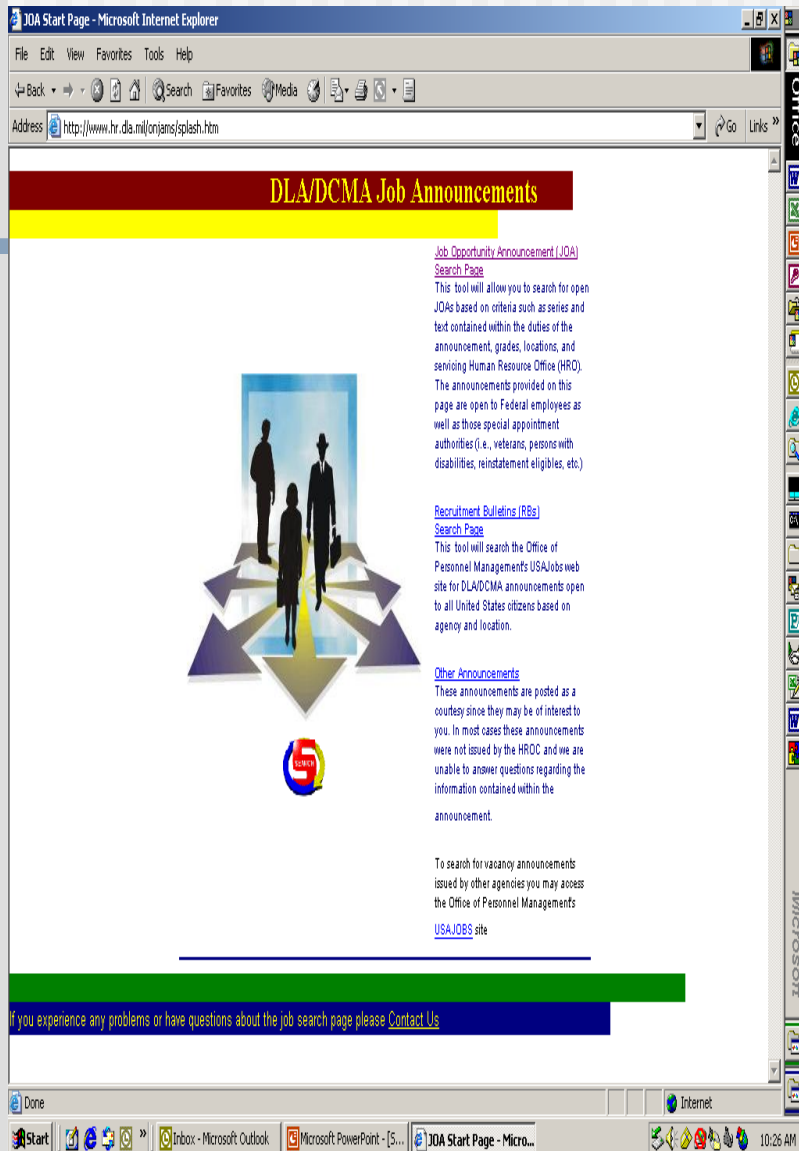 JOA Start Page - Microsoft Internet Explorer
File Edit View Favorites Tools Help
Back Search Favorites Media
Address http://www.hr.dla.mil/onjams/splash.htm Go Links »
Office
DLA/DCMA Job Announcements
Job Opportunity Announcement (JOA)
Search Page
This tool will allow you to search for open
JOAs based on criteria such as series and
text contained within the duties of the
announcement, grades, locations, and
servicing Human Resource Office (HRO).
The announcements provided on this
page are open to Federal employees as
well as those special appointment
authorities (i.e., veterans, persons with
disabilities, reinstatement eligibles, etc.)
Recruitment Bulletins (RBs)
Search Page
This tool will search the Office of
Personnel Management's USAJobs web
site for DLA/DCMA announcements open
to all United States citizens based on
agency and location.
Other Announcements
These announcements are posted as a
courtesy since they may be of interest to
you. In most cases these announcements
were not issued by the HROC and we are
unable to answer questions regarding the
information contained within the
announcement.
SEARCH
To search for vacancy announcements
issued by other agencies you may access
the Office of Personnel Management's
USAJOBS site
Microsoft
If you experience any problems or have questions about the job search page please Contact Us
Done Internet
Start » Inbox - Microsoft Outlook Microsoft PowerPoint - [S... JOA Start Page - Micro... 10:26 AM